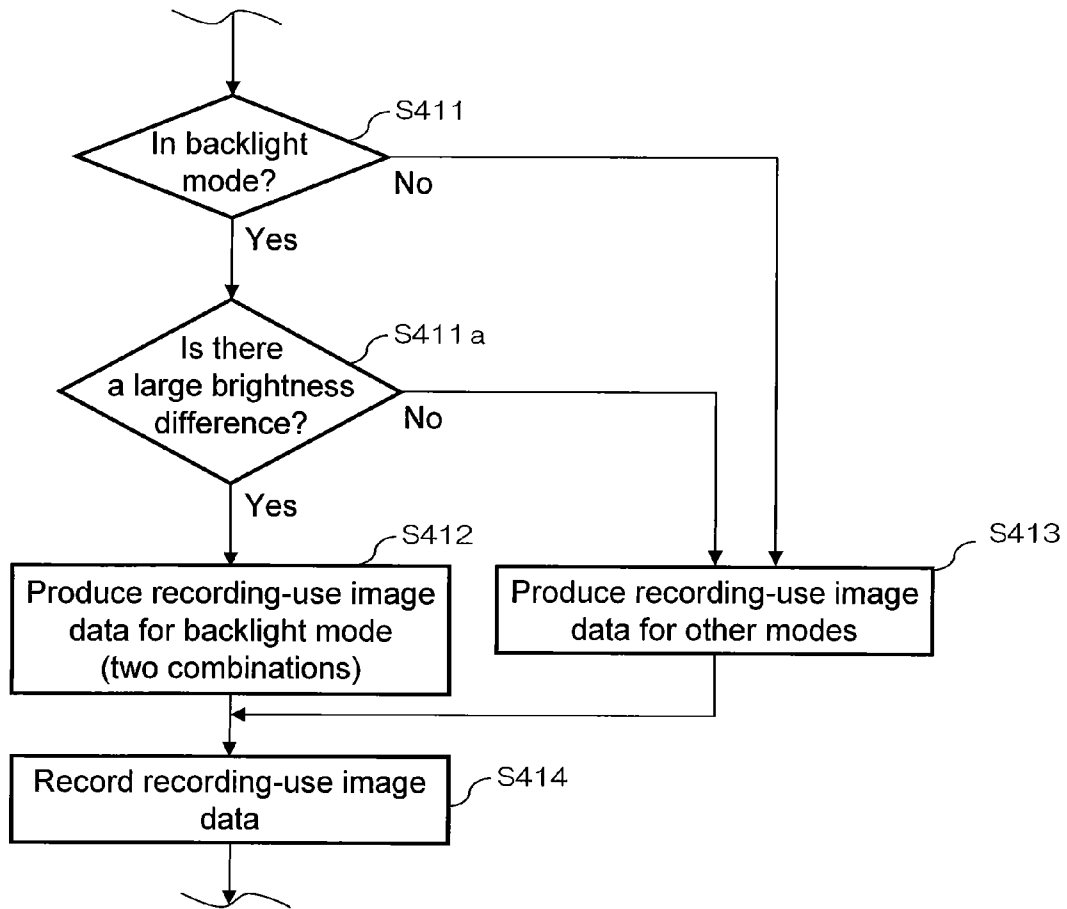 S411
In backlight
mode?
No
Yes
S411a
Is there
a large brightness
difference?
No
Yes
S412
S413
Produce recording-use image
data for backlight mode
(two combinations)
Produce recording-use image
data for other modes
Record recording-use image
data
S414